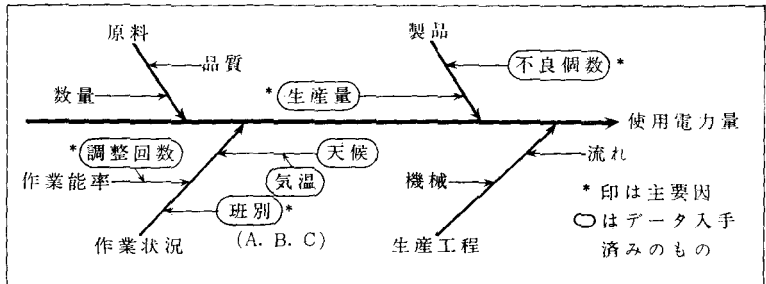 原料
製品
品質
不良個数 *
数量
* 生産量
使用電力量
* 調整回数
天候
流れ
作業能率
気温
機械
* 印は主要因
班別 *
○はデータ入手
作業状況
(A. B. C)
生産工程
済みのもの